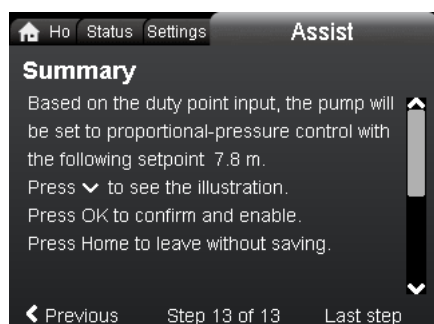 Ho Status Settings Assist
Summary
Based on the duty point input, the pump will
be set to proportional-pressure control with
the following setpoint 7.8 m.
Press ⌄ to see the illustration.
Press OK to confirm and enable.
Press Home to leave without saving.
Previous Step 13 of 13 Last step